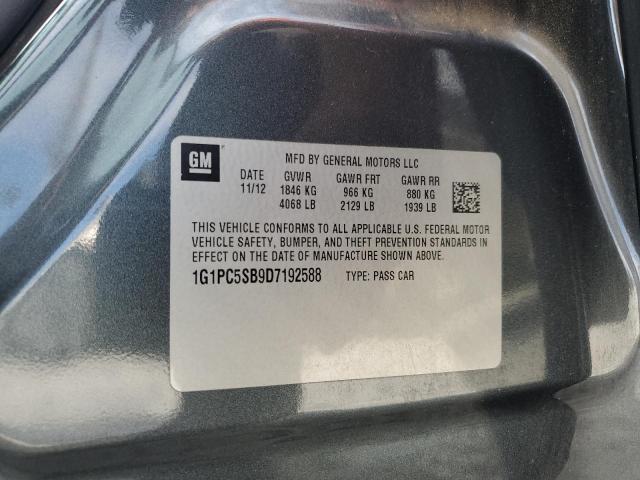 GM
MFD BY GENERAL MOTORS LLC
DATE GVWR GAWR FRT GAWR RR
11/12 1846 KG 966 KG 880 KG
4068 LB 2129 LB 1939 LB
THIS VEHICLE CONFORMS TO ALL APPLICABLE U.S. FEDERAL MOTOR
VEHICLE SAFETY, BUMPER, AND THEFT PREVENTION STANDARDS
IN EFFECT ON THE DATE OF MANUFACTURE SHOWN ABOVE.
1G1PC5SB9D7192588 TYPE: PASS CAR